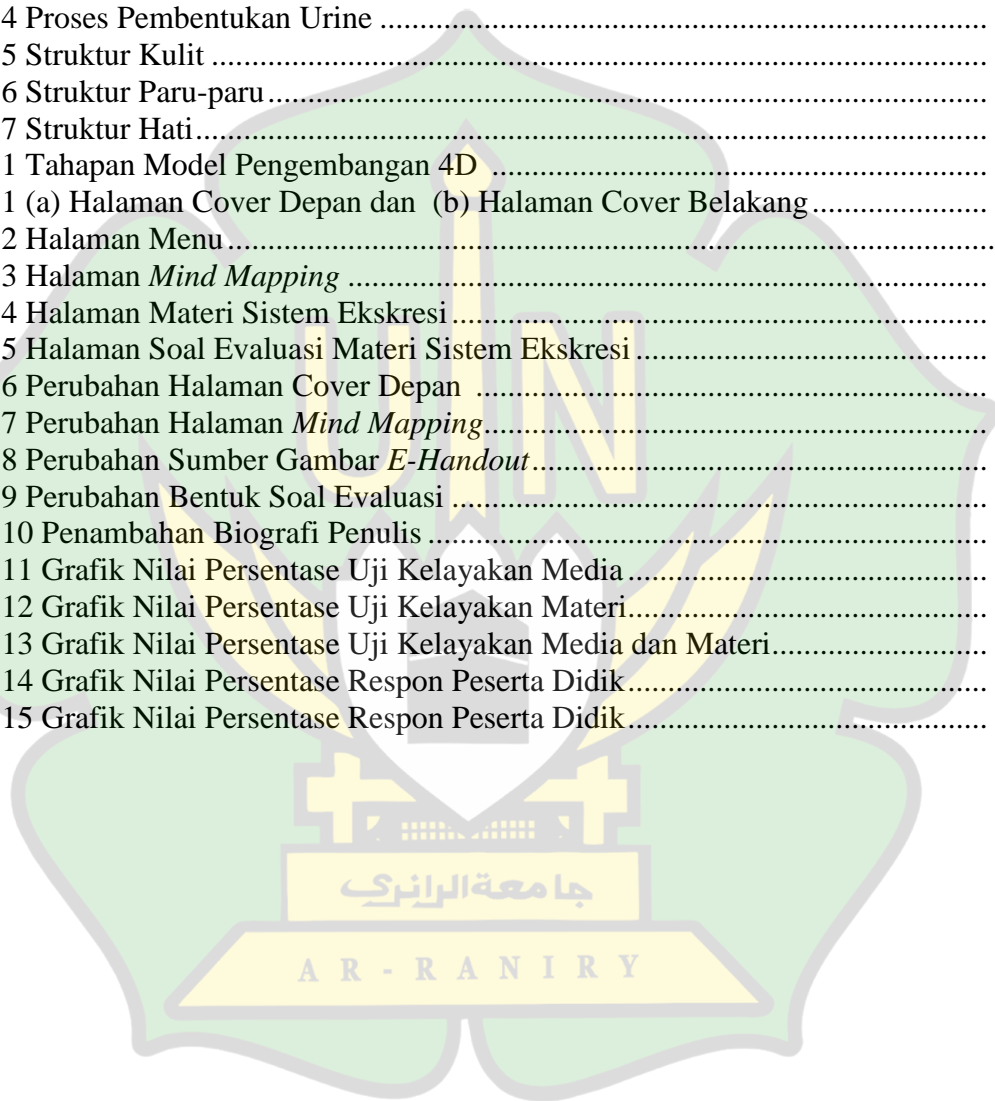 4 Proses Pembentukan Urine ....................................................................................
5 Struktur Kulit ....................................................................................
6 Struktur Paru-paru ....................................................................................
7 Struktur Hati ....................................................................................
1 Tahapan Model Pengembangan 4D ....................................................................................
1 (a) Halaman Cover Depan dan (b) Halaman Cover Belakang ..........................
2 Halaman Menu ....................................................................................
3 Halaman Mind Mapping ....................................................................................
4 Halaman Materi Sistem Ekskresi ....................................................................................
5 Halaman Soal Evaluasi Materi Sistem Ekskresi ..................................................
6 Perubahan Halaman Cover Depan ....................................................................................
7 Perubahan Halaman Mind Mapping ....................................................................................
8 Perubahan Sumber Gambar E-Handout ..................................................................
9 Perubahan Bentuk Soal Evaluasi ....................................................................................
10 Penambahan Biografi Penulis ....................................................................................
11 Grafik Nilai Persentase Uji Kelayakan Media ..................................................
12 Grafik Nilai Persentase Uji Kelayakan Materi ..................................................
13 Grafik Nilai Persentase Uji Kelayakan Media dan Materi ................................
14 Grafik Nilai Persentase Respon Peserta Didik ..................................................
15 Grafik Nilai Persentase Respon Peserta Didik ..................................................
UIN
جامعةالرانري
AR-RANIRY